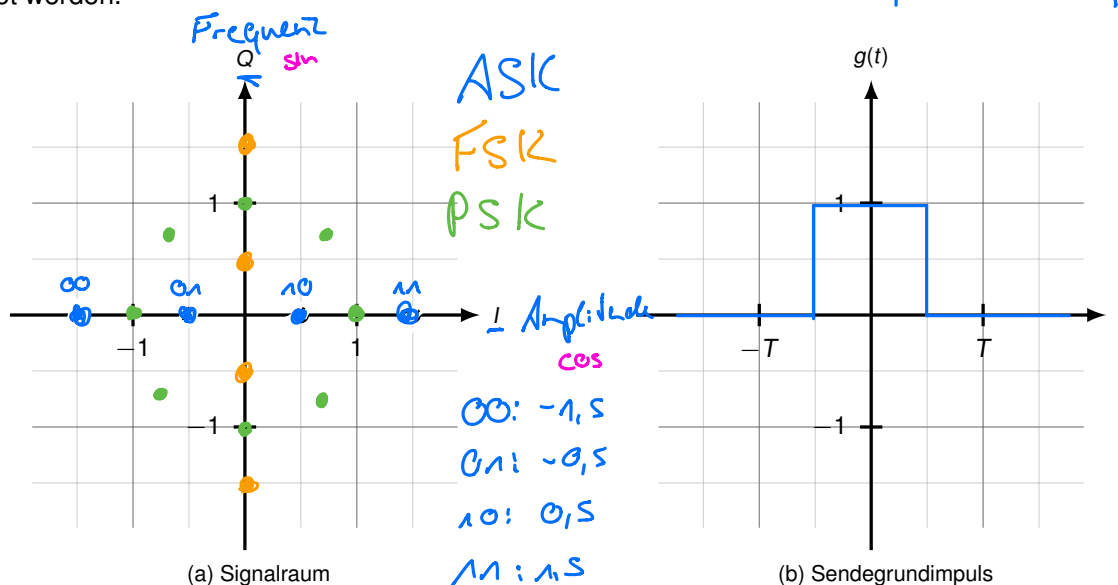 st werden.
Frequenz
Q sin
ASK
FSK
PSK
1
00 01 10 11
I Amplitude
−1 1
cos
−1
00: -1,5
01: -0,5
10: 0,5
11: 1,5
(a) Signalraum
g(t)
1
−T T
−1
(b) Sendegrundimpuls